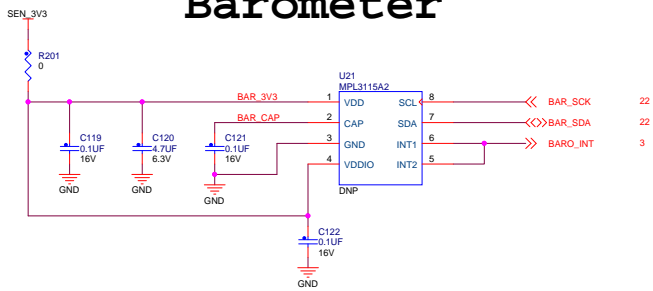 Barometer
SEN_3V3
R201
0
U21
MPL3115A2
BAR_3V3 1 VDD SCL 8 BAR_SCK 22
BAR_CAP 2 CAP SDA 7 BAR_SDA 22
3 GND INT1 6 BARO_INT 3
4 VDDIO INT2 5
DNP
C119
0.1UF
16V
GND
C120
4.7UF
6.3V
GND
C121
0.1UF
16V
GND
C122
0.1UF
16V
GND